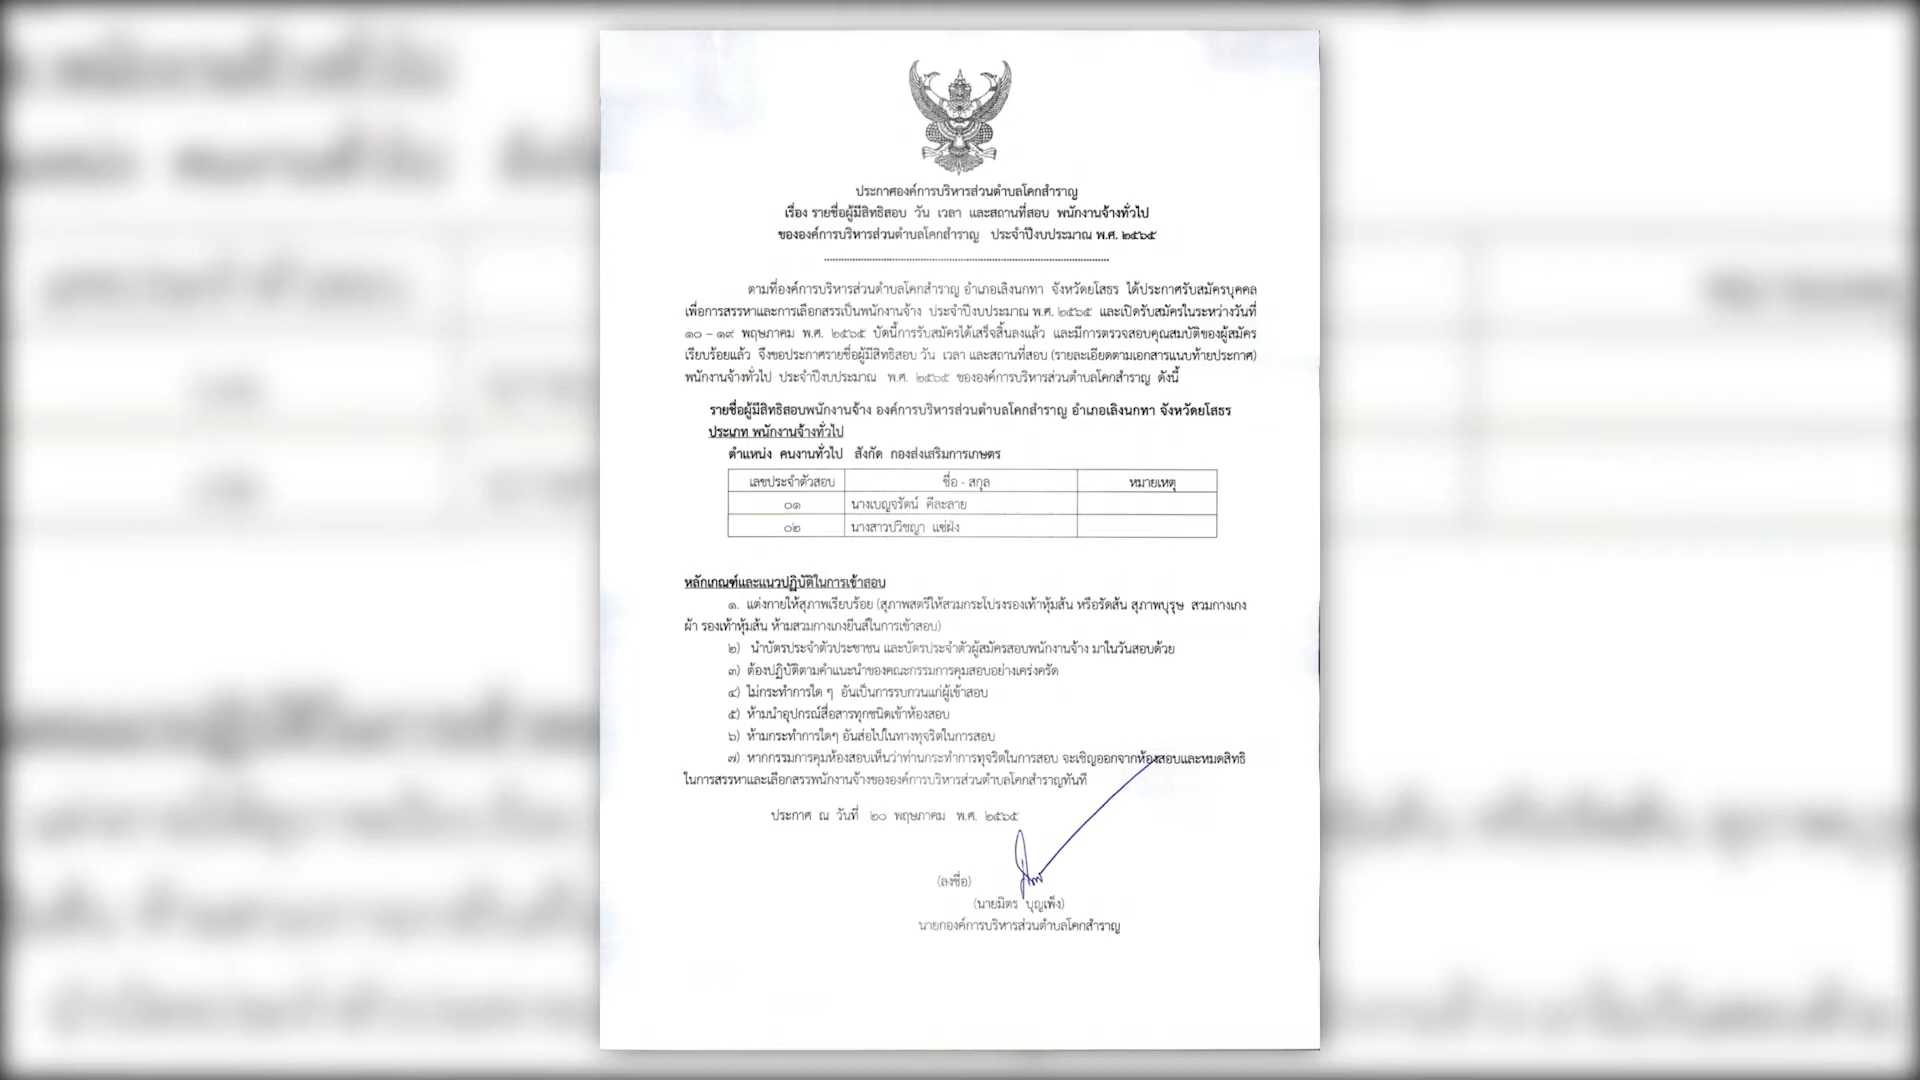 ประกาศองค์การบริหารส่วนตำบลโคกสำราญ
เรื่อง รายชื่อผู้มีสิทธิสอบ วัน เวลา และสถานที่สอบ พนักงานจ้างทั่วไป
ขององค์การบริหารส่วนตำบลโคกสำราญ ประจำปีงบประมาณ พ.ศ. ๒๕๖๕
ตามที่องค์การบริหารส่วนตำบลโคกสำราญ อำเภอเลิงนกทา จังหวัดยโสธร ได้ประกาศรับสมัครบุคคล
เพื่อการสรรหาและการเลือกสรรเป็นพนักงานจ้าง ประจำปีงบประมาณ พ.ศ. ๒๕๖๕ และเปิดรับสมัครในระหว่างวันที่
๑๐ – ๑๙ พฤษภาคม พ.ศ. ๒๕๖๕ บัดนี้การรับสมัครได้เสร็จสิ้นลงแล้ว และมีการตรวจสอบคุณสมบัติของผู้สมัคร
เรียบร้อยแล้ว จึงขอประกาศรายชื่อผู้มีสิทธิสอบ วัน เวลา และสถานที่สอบ (รายละเอียดตามเอกสารแนบท้ายประกาศ)
พนักงานจ้างทั่วไป ประจำปีงบประมาณ พ.ศ. ๒๕๖๕ ขององค์การบริหารส่วนตำบลโคกสำราญ ดังนี้
รายชื่อผู้มีสิทธิสอบพนักงานจ้าง องค์การบริหารส่วนตำบลโคกสำราญ อำเภอเลิงนกทา จังหวัดยโสธร
ประเภท พนักงานจ้างทั่วไป
ตำแหน่ง คนงานทั่วไป สังกัด กองส่งเสริมการเกษตร
เลขประจำตัวสอบ ชื่อ - สกุล หมายเหตุ
๐๑ นางเบญจรัตน์ คีละลาย
๐๒ นางสาวปวิชญา แซ่ฝ่ง
หลักเกณฑ์และแนวปฏิบัติในการเข้าสอบ
๑. แต่งกายให้สุภาพเรียบร้อย (สุภาพสตรีให้สวมกระโปรงรองเท้าหุ้มส้น หรือรัดส้น สุภาพบุรุษ สวมกางเกง
ผ้า รองเท้าหุ้มส้น ห้ามสวมกางเกงยีนส์ในการเข้าสอบ)
๒) นำบัตรประจำตัวประชาชน และบัตรประจำตัวผู้สมัครสอบพนักงานจ้าง มาในวันสอบด้วย
๓) ต้องปฏิบัติตามคำแนะนำของคณะกรรมการคุมสอบอย่างเคร่งครัด
๔) ไม่กระทำการใด ๆ อันเป็นการรบกวนแก่ผู้เข้าสอบ
๕) ห้ามนำอุปกรณ์สื่อสารทุกชนิดเข้าห้องสอบ
๖) ห้ามกระทำการใดๆ อันส่อไปในทางทุจริตในการสอบ
๗) หากกรรมการคุมห้องสอบเห็นว่าท่านกระทำการทุจริตในการสอบ จะเชิญออกจากห้องสอบและหมดสิทธิ
ในการสรรหาและเลือกสรรพนักงานจ้างขององค์การบริหารส่วนตำบลโคกสำราญทันที
ประกาศ ณ วันที่ ๒๐ พฤษภาคม พ.ศ. ๒๕๖๕
(ลงชื่อ)
(นายมิตร บุญเพ็ง)
นายกองค์การบริหารส่วนตำบลโคกสำราญ